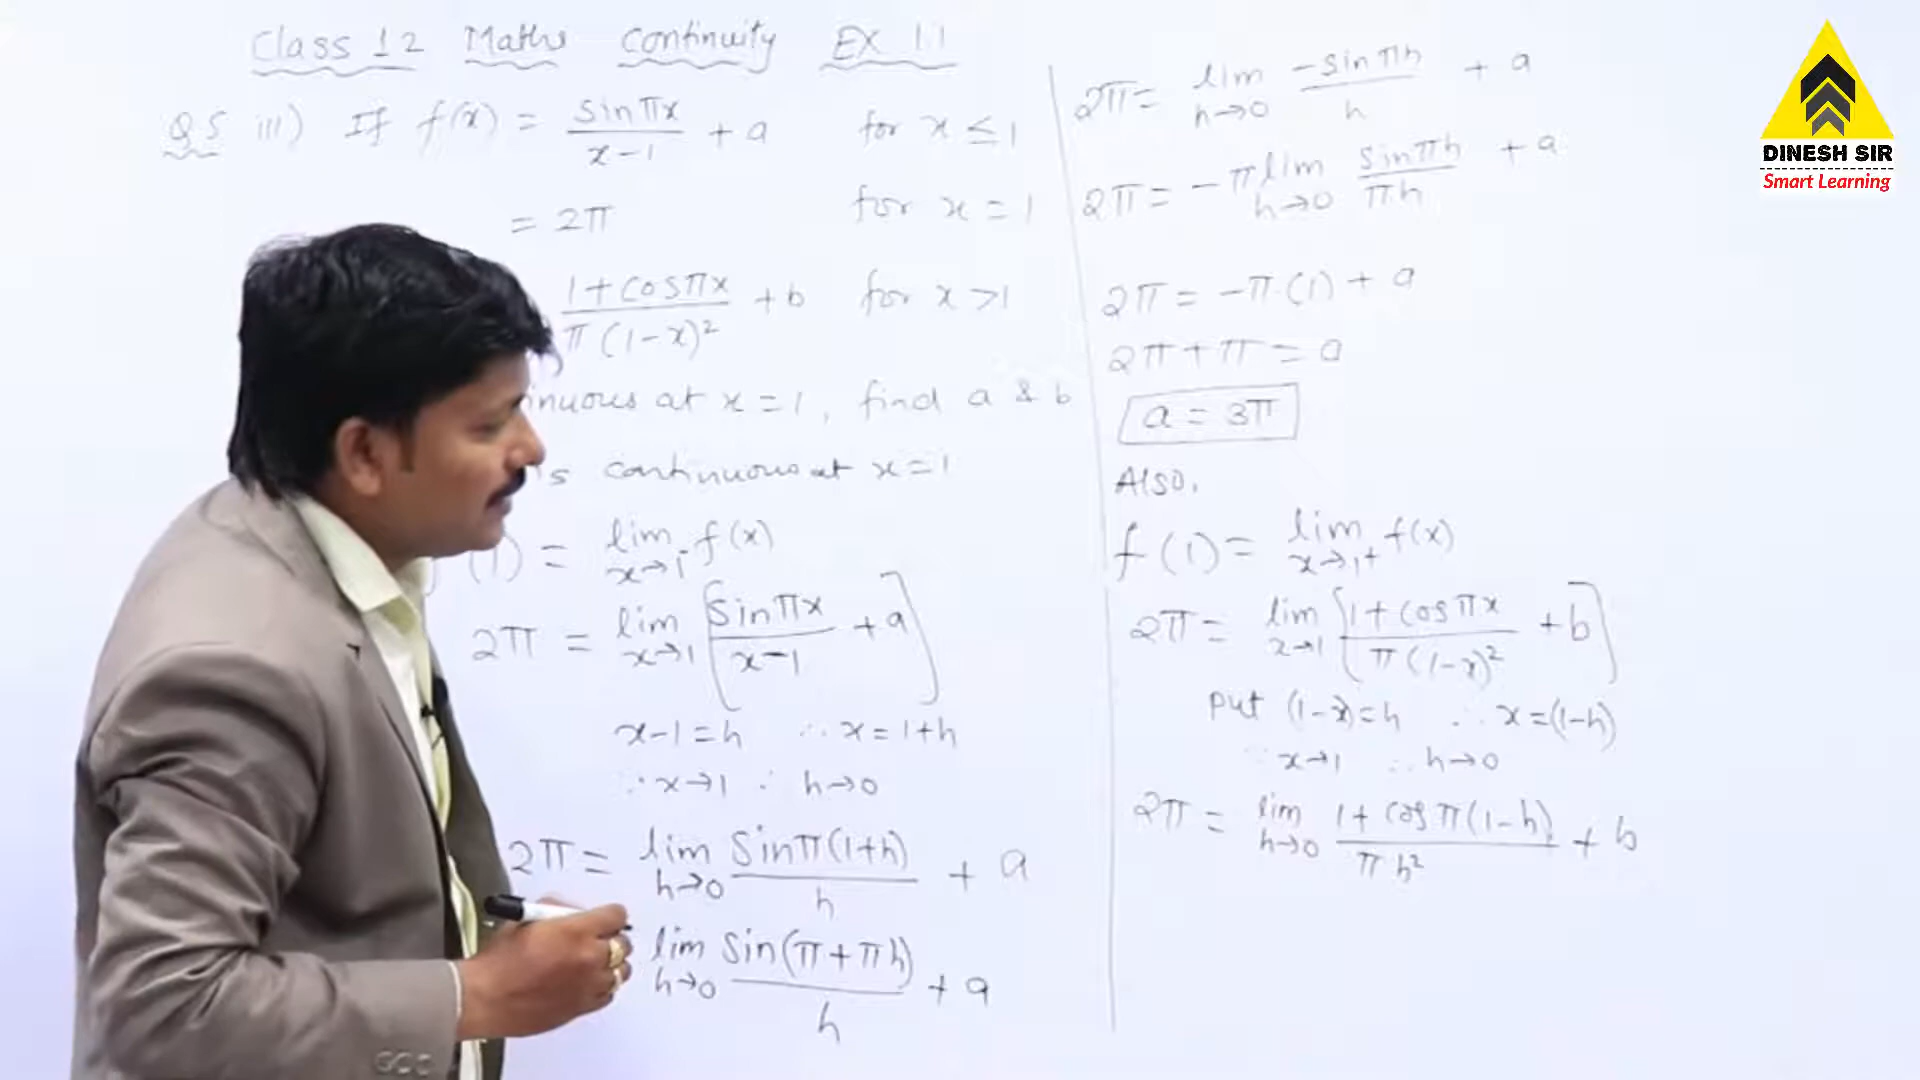 Class 12 Maths Continuity EX 1.1
Q5 iii) If f(x) = sinπx / x-1 + a for x ≤ 1
= 2π for x = 1
1+cosπx / π(1-x)² + b for x > 1
at x = 1, find a & b
continuous at x = 1
(1) = lim x→1⁻ f(x)
2π = lim x→1 [sinπx / x-1 + a]
x-1 = h ∴ x = 1+h
∵ x→1 ∴ h→0
2π = lim h→0 sinπ(1+h) / h + a
lim h→0 sin(π+πh) / h + a
2π = lim h→0 -sinπh / h + a
2π = -π lim h→0 sinπh / πh + a
2π = -π(1) + a
2π + π = a
a = 3π
Also,
f(1) = lim x→1+ f(x)
2π = lim x→1 [1+cosπx / π(1-x)² + b]
put (1-x)=h ∴ x=(1-h)
∵ x→1 ∴ h→0
2π = lim h→0 1+cosπ(1-h) / π h² + b
DINESH SIR
Smart Learning